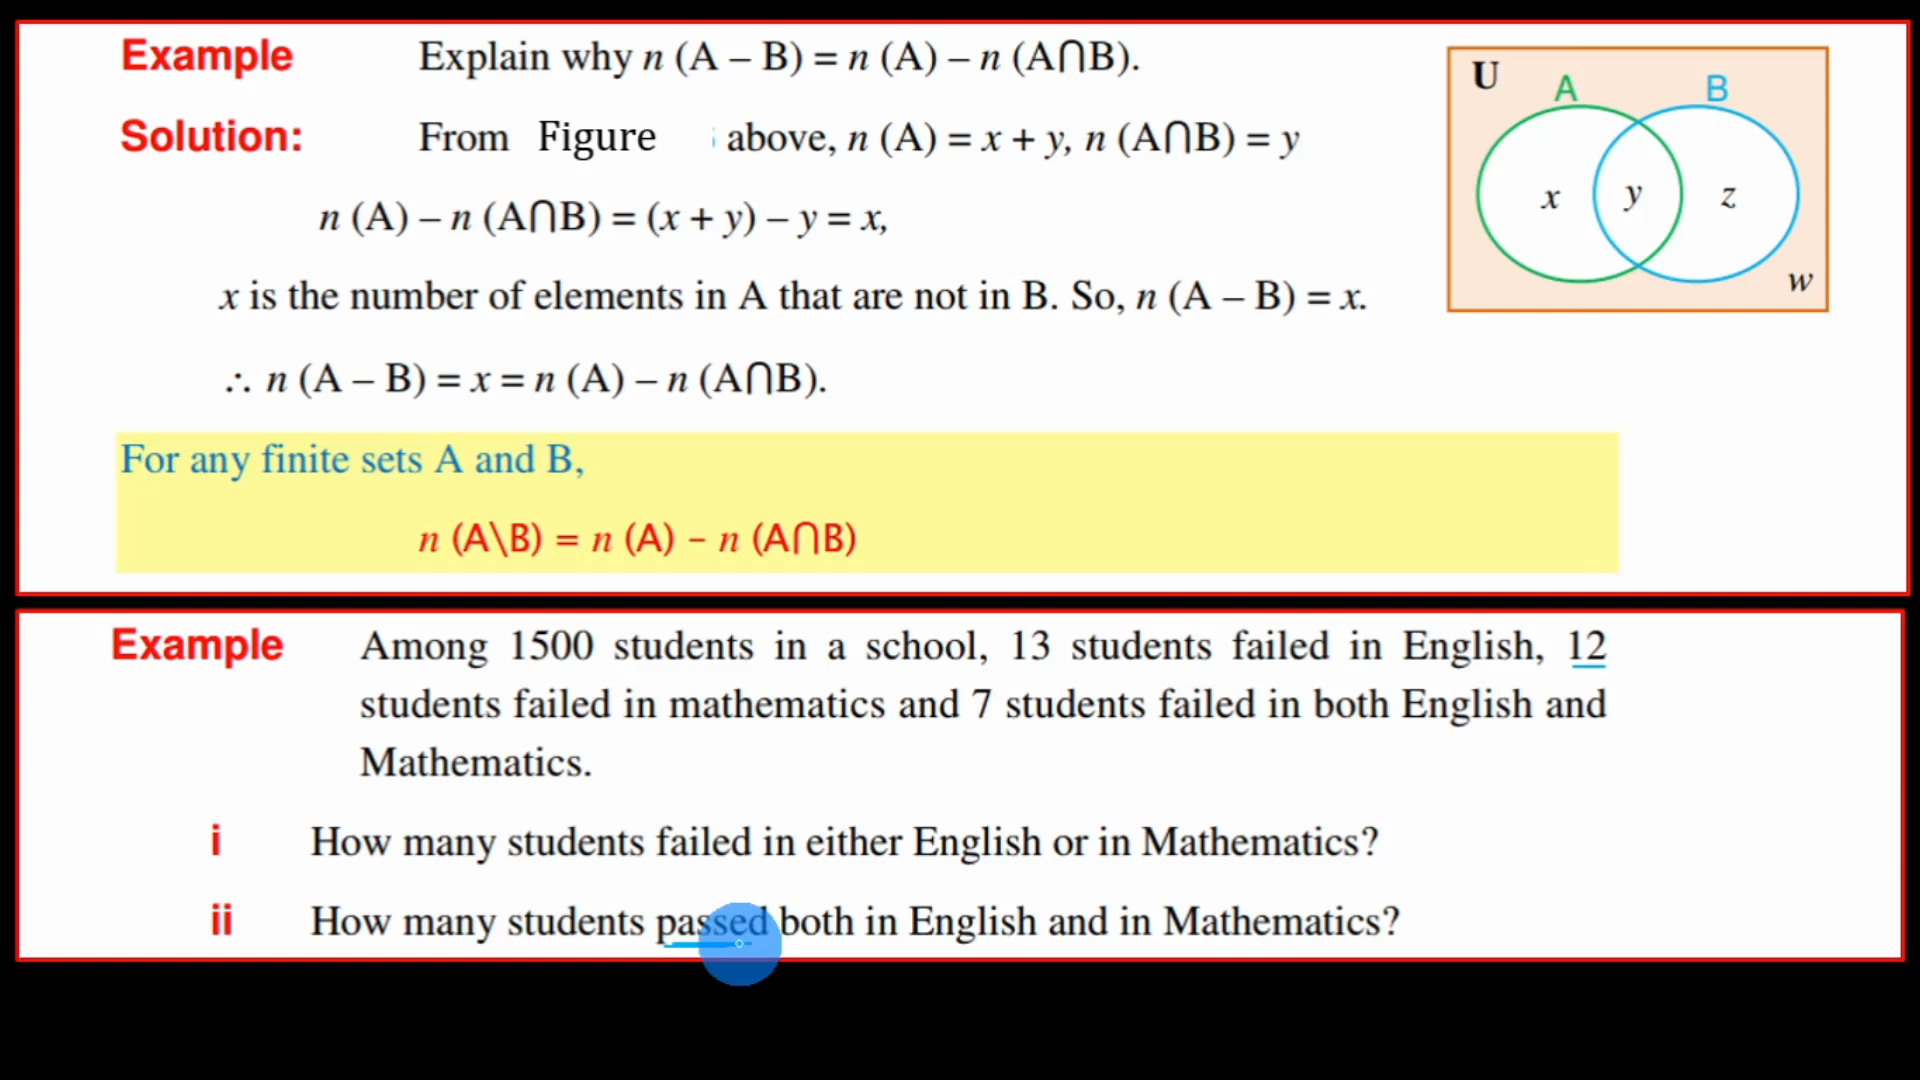 Example Explain why n (A – B) = n (A) – n (A⋂B).
Solution: From Figure above, n (A) = x + y, n (A⋂B) = y
n (A) – n (A⋂B) = (x + y) – y = x,
x is the number of elements in A that are not in B. So, n (A – B) = x.
∴ n (A – B) = x = n (A) – n (A⋂B).
U
A B
x y z
w
For any finite sets A and B,
n (A\B) = n (A) – n (A⋂B)
Example Among 1500 students in a school, 13 students failed in English, 12
students failed in mathematics and 7 students failed in both English and
Mathematics.
i How many students failed in either English or in Mathematics?
ii How many students passed both in English and in Mathematics?